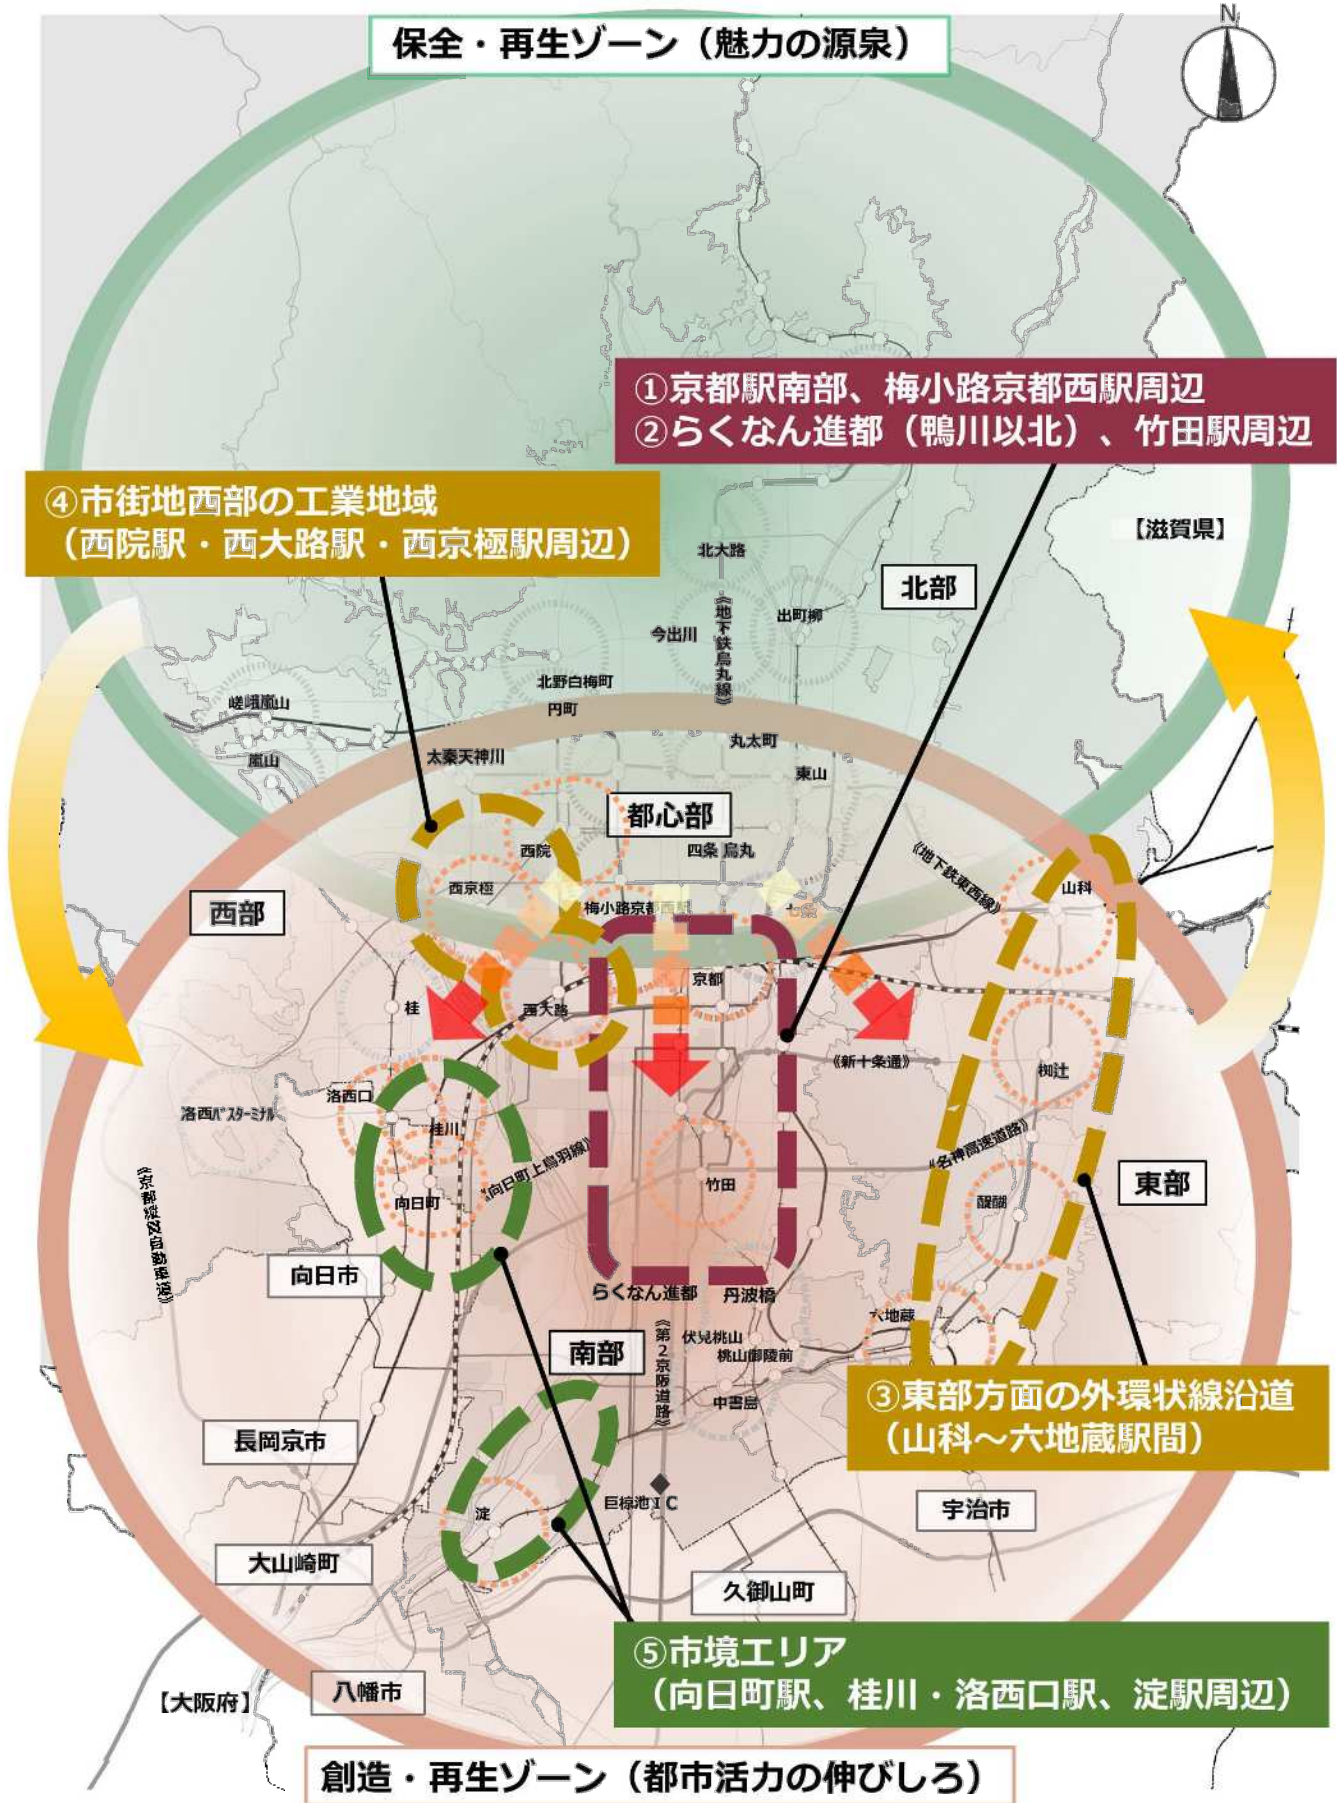 保全・再生ゾーン（魅力の源泉）
N
①京都駅南部、梅小路京都西駅周辺
②らくなん進都（鴨川以北）、竹田駅周辺
④市街地西部の工業地域
（西院駅・西大路駅・西京極駅周辺）
【滋賀県】
北大路
北部
《地下鉄烏丸線》
出町柳
今出川
北野白梅町
円町
嵯峨嵐山
嵐山
太秦天神川
丸太町
東山
都心部
西院
四条 烏丸
《地下鉄東西線》
山科
西京極
梅小路京都西駅
西部
京都
桂
西大路
《新十条通》
椥辻
洛西口
洛西バスターミナル
桂川
《向日町上鳥羽線》
《名神高速道路》
竹田
東部
向日町
醍醐
《京都縦貫自動車道》
向日市
らくなん進都
丹波橋
六地蔵
南部
《第2京阪道路》
伏見桃山
桃山御陵前
中書島
③東部方面の外環状線沿道
（山科～六地蔵駅間）
長岡京市
淀
巨椋池IC
宇治市
大山崎町
久御山町
⑤市境エリア
（向日町駅、桂川・洛西口駅、淀駅周辺）
八幡市
【大阪府】
創造・再生ゾーン（都市活力の伸びしろ）